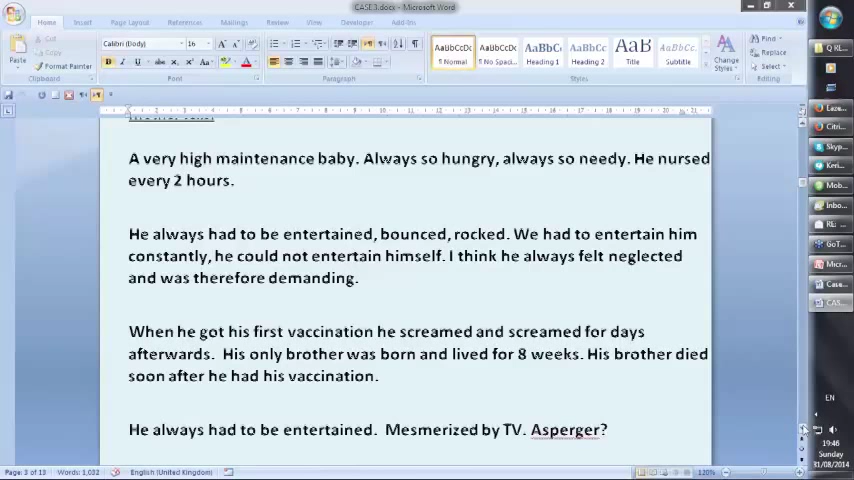 CASE 3.docx - Microsoft Word
Home Insert Page Layout References Mailings Review View Developer Add-Ins
Paste
Cut
Copy
Format Painter
Clipboard
Calibri (Body) 16
Font
Paragraph
AaBbCcDd AaBbCcDd AaBbC AaBbCc AaB AaBbCcL
¶ Normal ¶ No Spaci... Heading 1 Heading 2 Title Subtitle
Change
Styles
Styles
Find
Replace
Select
Editing
A very high maintenance baby. Always so hungry, always so needy. He nursed
every 2 hours.
He always had to be entertained, bounced, rocked. We had to entertain him
constantly, he could not entertain himself. I think he always felt neglected
and was therefore demanding.
When he got his first vaccination he screamed and screamed for days
afterwards. His only brother was born and lived for 8 weeks. His brother died
soon after he had his vaccination.
He always had to be entertained. Mesmerized by TV. Asperger?
Page: 3 of 13 Words: 1,032 English (United Kingdom) 120%
Q RL...
Citri...
Skyp...
Keri...
Mob...
Inbo...
RE: ...
GoT...
Micr...
Case...
CAS...
EN
19:46
Sunday
31/08/2014